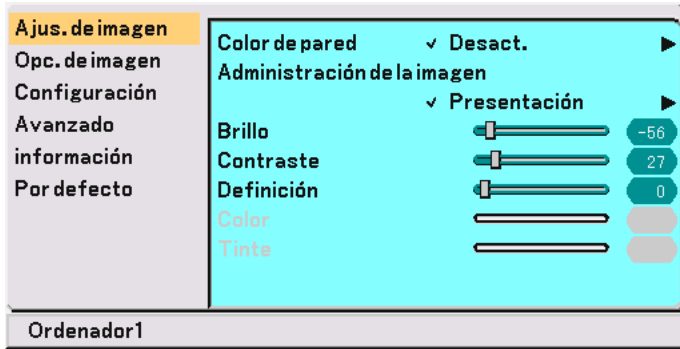 Ajus. de imagen
Opc. de imagen
Configuración
Avanzado
información
Por defecto
Color de pared ✓ Desact.
Administración de la imagen
✓ Presentación
Brillo -56
Contraste 27
Definición 0
Color
Tinte
Ordenador1